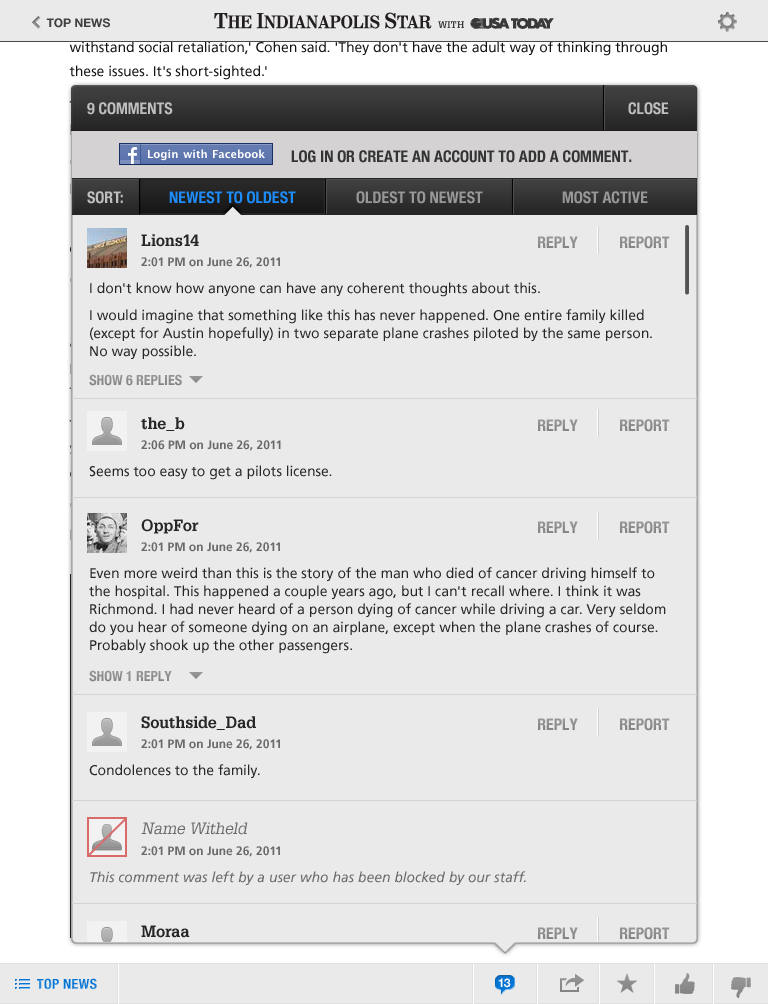 TOP NEWS
THE INDIANAPOLIS STAR WITH USA TODAY
withstand social retaliation,' Cohen said. 'They don't have the adult way of thinking through
these issues. It's short-sighted.'
9 COMMENTS
CLOSE
f Login with Facebook
LOG IN OR CREATE AN ACCOUNT TO ADD A COMMENT.
SORT:
NEWEST TO OLDEST
OLDEST TO NEWEST
MOST ACTIVE
Lions14
REPLY
REPORT
2:01 PM on June 26, 2011
I don't know how anyone can have any coherent thoughts about this.
I would imagine that something like this has never happened. One entire family killed
(except for Austin hopefully) in two separate plane crashes piloted by the same person.
No way possible.
SHOW 6 REPLIES
the_b
REPLY
REPORT
2:06 PM on June 26, 2011
Seems too easy to get a pilots license.
OppFor
REPLY
REPORT
2:01 PM on June 26, 2011
Even more weird than this is the story of the man who died of cancer driving himself to
the hospital. This happened a couple years ago, but I can't recall where. I think it was
Richmond. I had never heard of a person dying of cancer while driving a car. Very seldom
do you hear of someone dying on an airplane, except when the plane crashes of course.
Probably shook up the other passengers.
SHOW 1 REPLY
Southside_Dad
REPLY
REPORT
2:01 PM on June 26, 2011
Condolences to the family.
Name Witheld
2:01 PM on June 26, 2011
This comment was left by a user who has been blocked by our staff.
Moraa
REPLY
REPORT
TOP NEWS
13